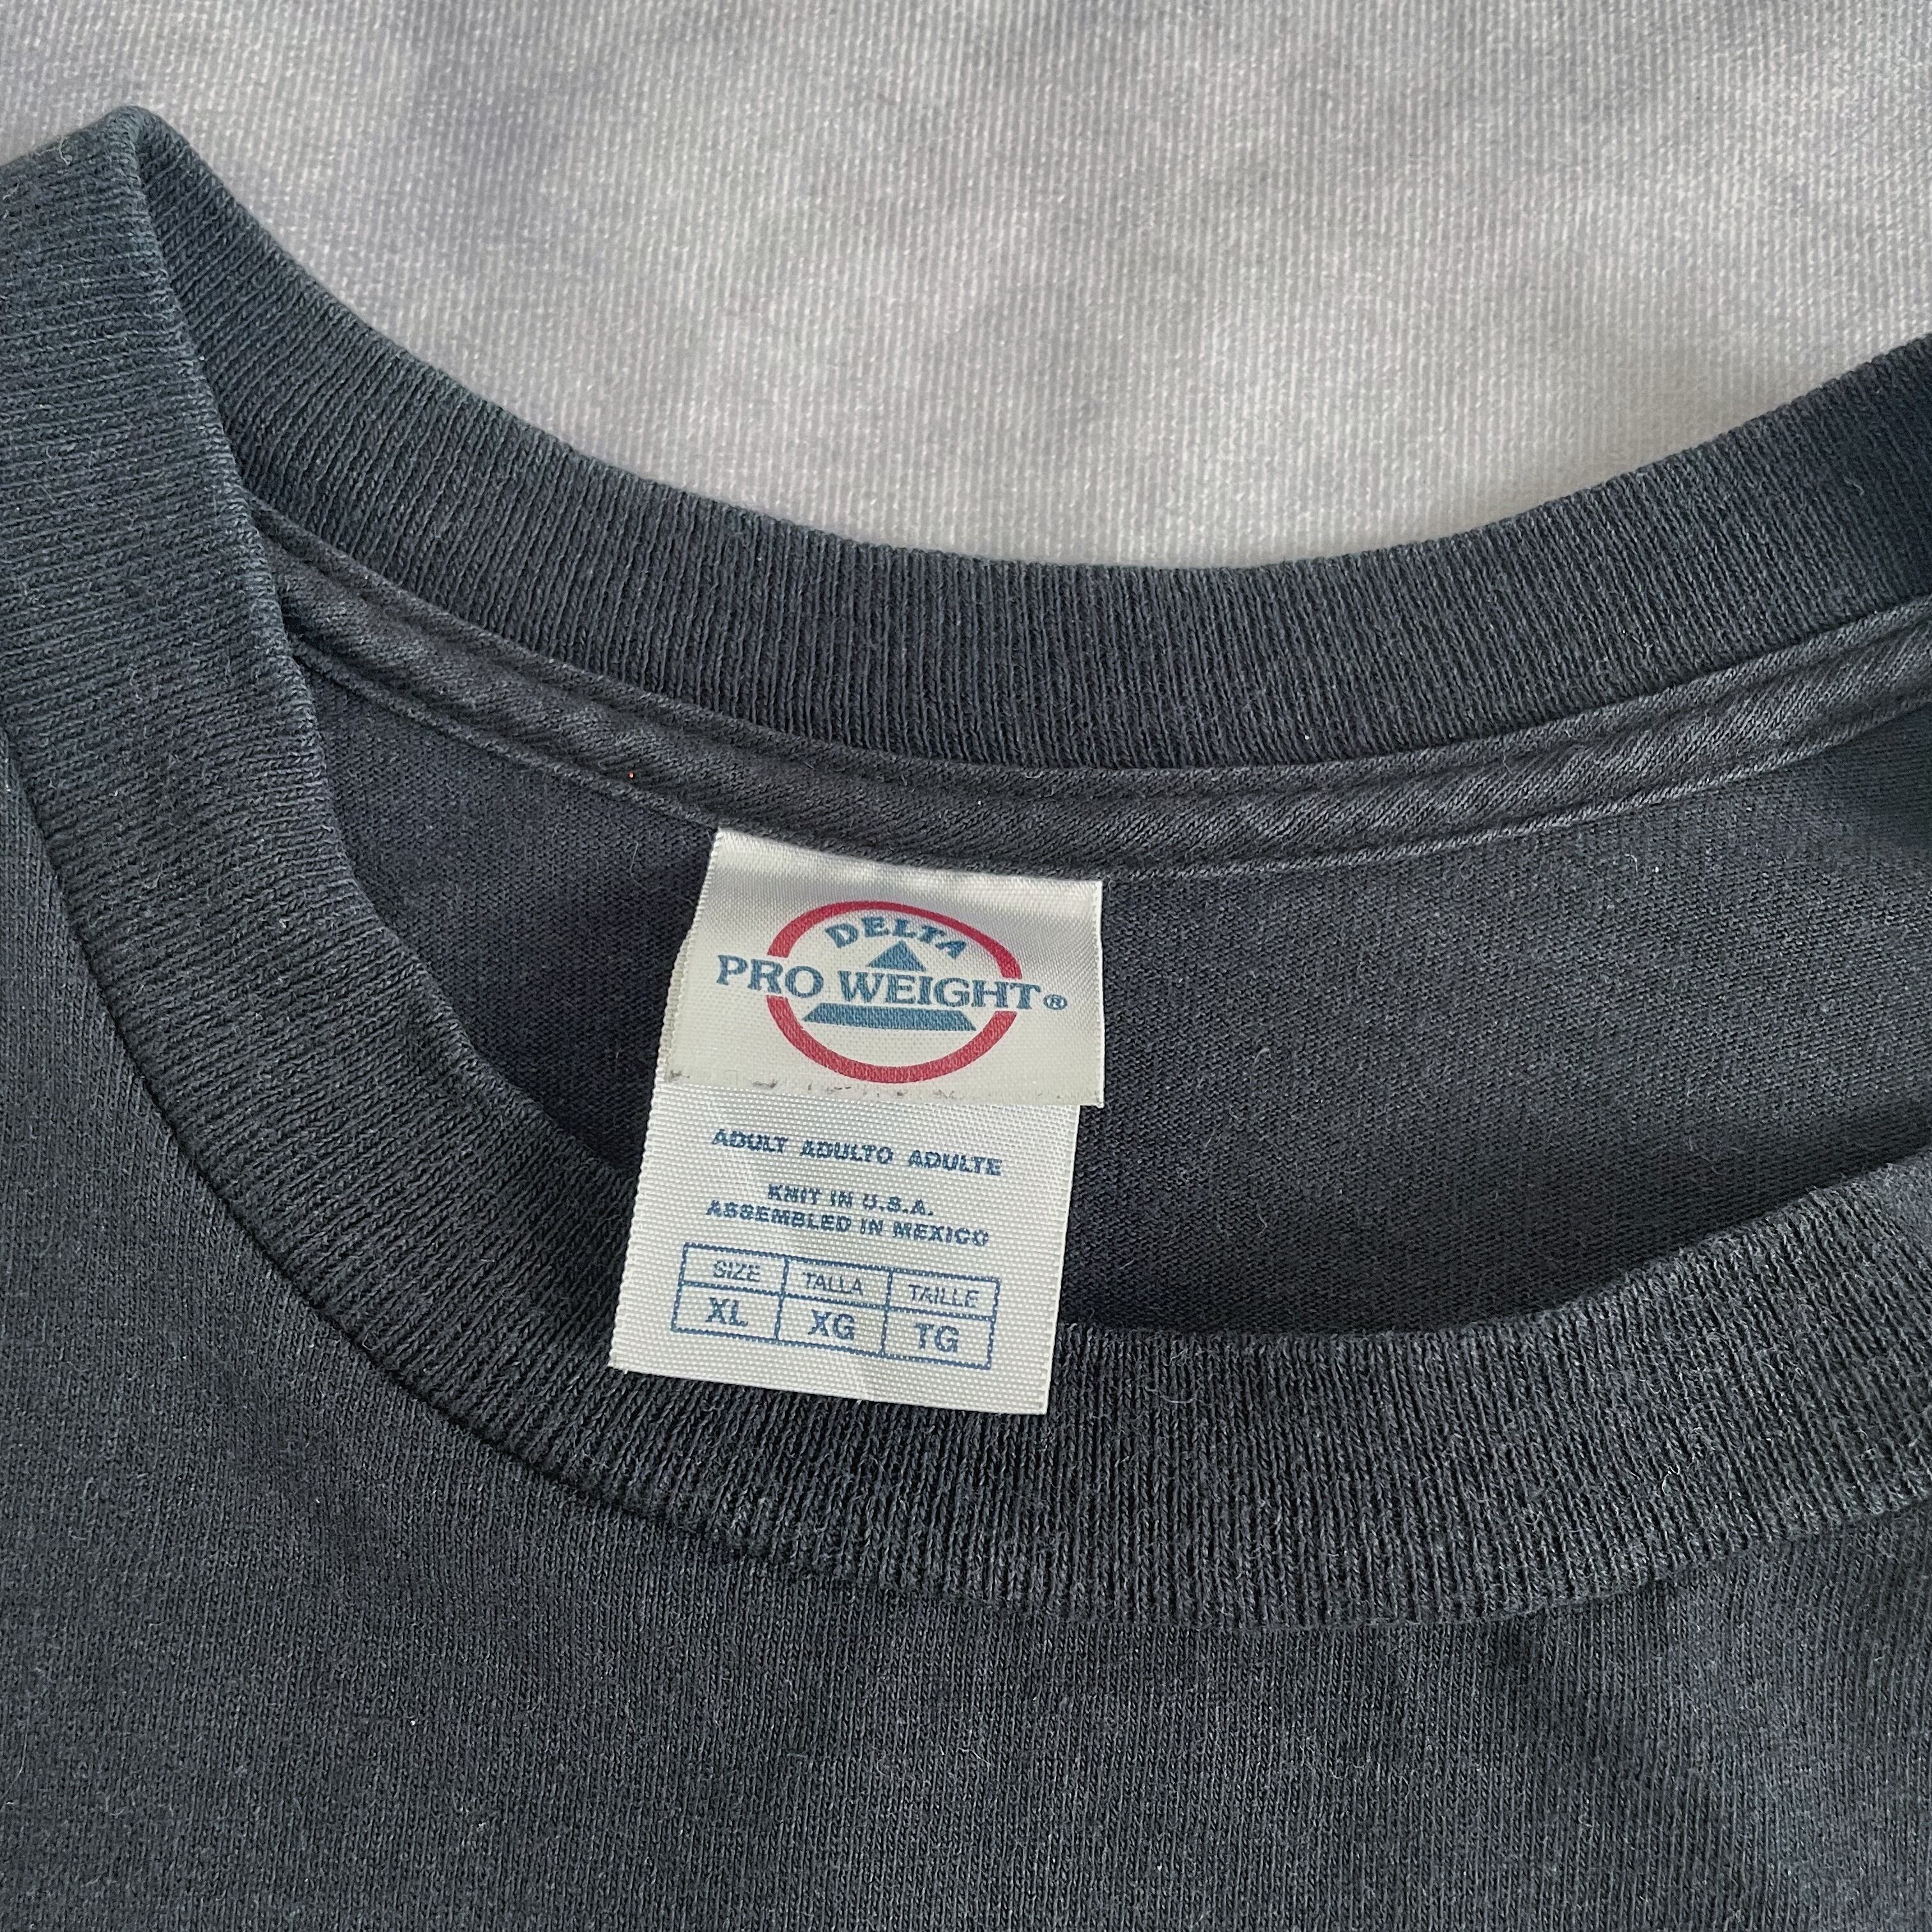 DELTA
PRO WEIGHT®
ADULT ADULTO ADULTE
KNIT IN U.S.A.
ASSEMBLED IN MEXICO
SIZE TALLA TAILLE
XL XG TG